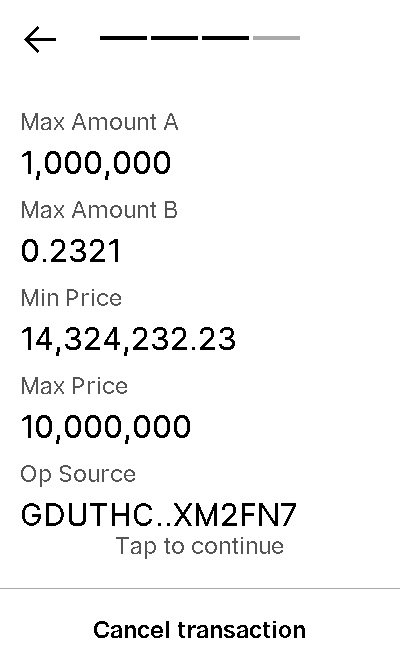 Max Amount A
1,000,000
Max Amount B
0.2321
Min Price
14,324,232.23
Max Price
10,000,000
Op Source
GDUTHC..XM2FN7
Tap to continue
Cancel transaction